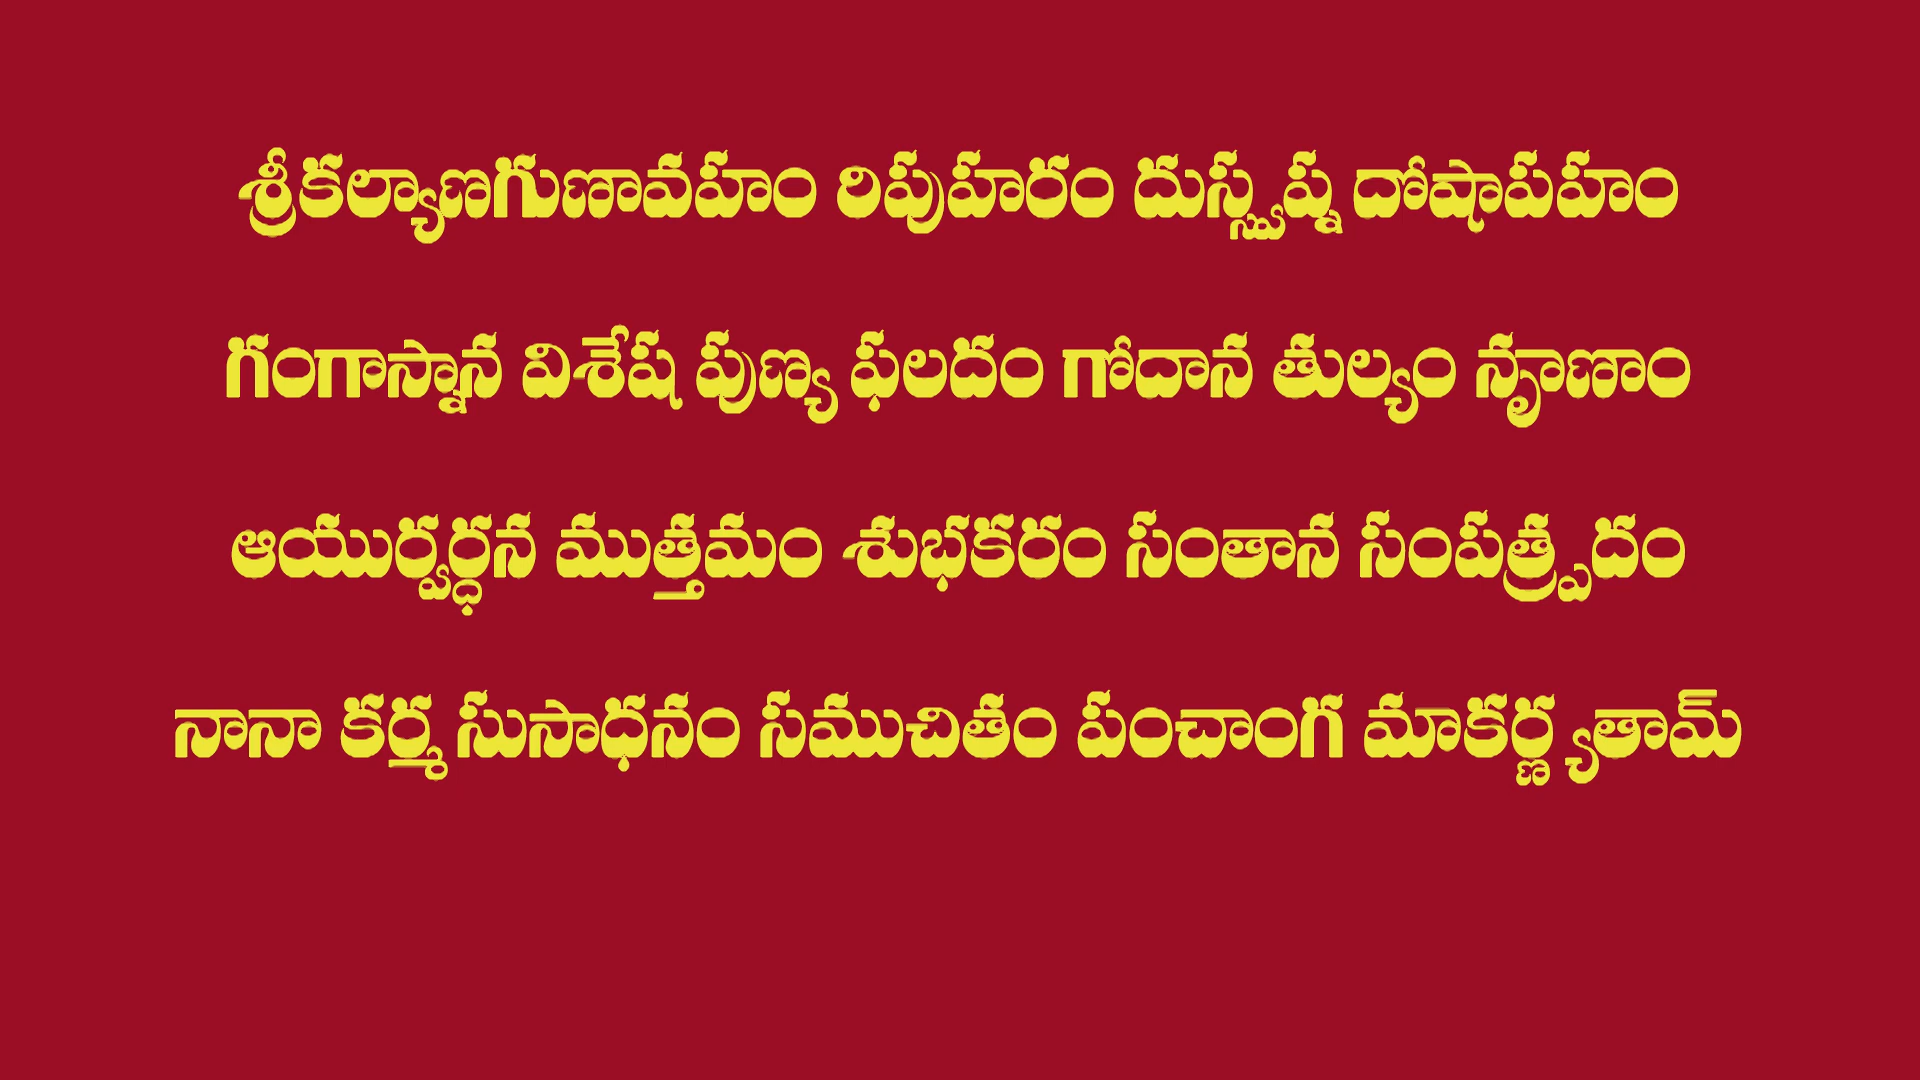 శ్రీకల్యాణగుణావహం రిపుహరం దుస్స్వప్న దోషాపహం
గంగాస్నాన విశేష పుణ్య ఫలదం గోదాన తుల్యం నౄణాం
ఆయుర్వర్ధన ముత్తమం శుభకరం సంతాన సంపత్ప్రదం
నానా కర్మ సుసాధనం సముచితం పంచాంగ మాకర్ణ్యతామ్